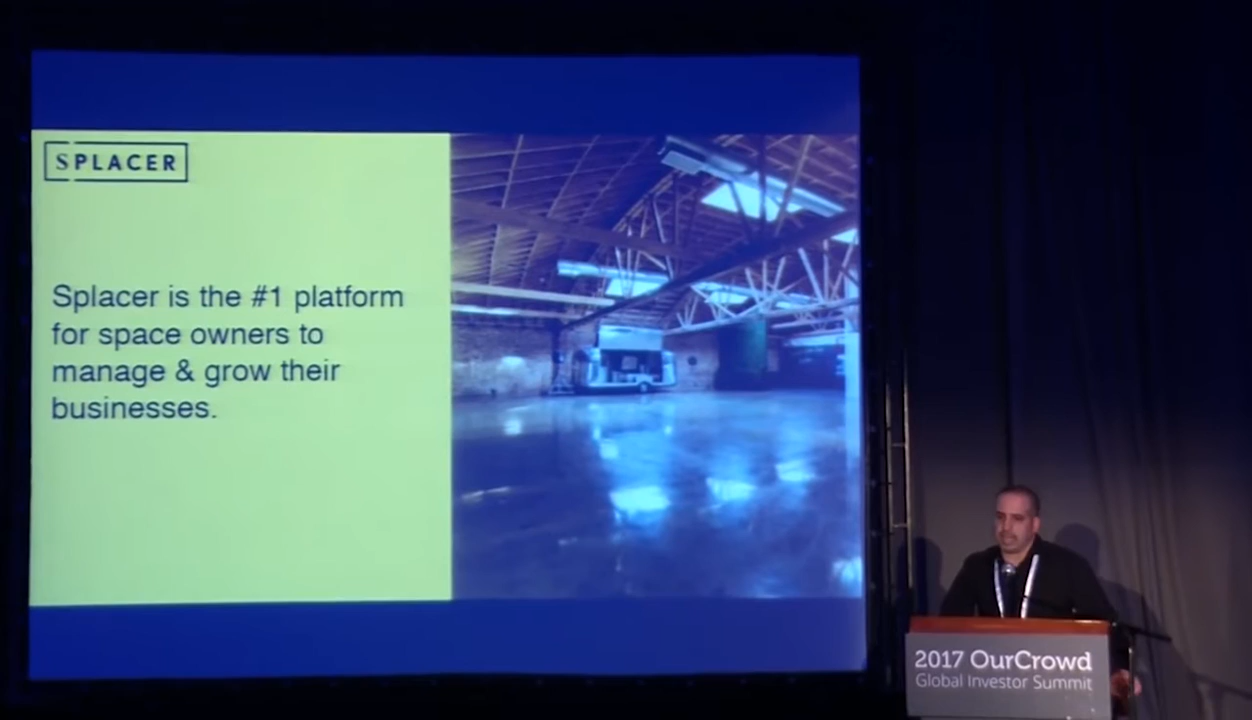 SPLACER
Splacer is the #1 platform
for space owners to
manage & grow their
businesses.
2017 OurCrowd
Global Investor Summit